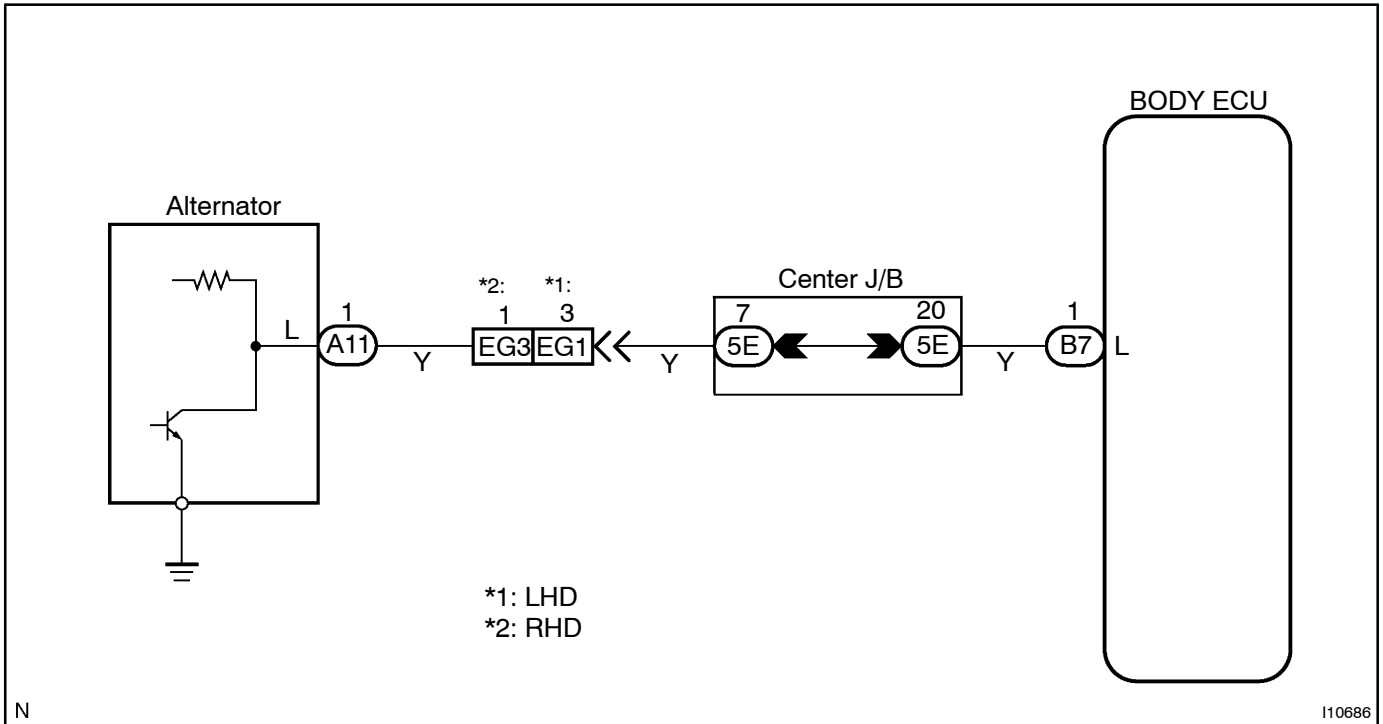 BODY ECU
Alternator
Center J/B
*2: *1:
1 1 3 7 20 1
L A11 EG3 EG1 5E 5E B7 L
Y Y Y
*1: LHD
*2: RHD
N I10686